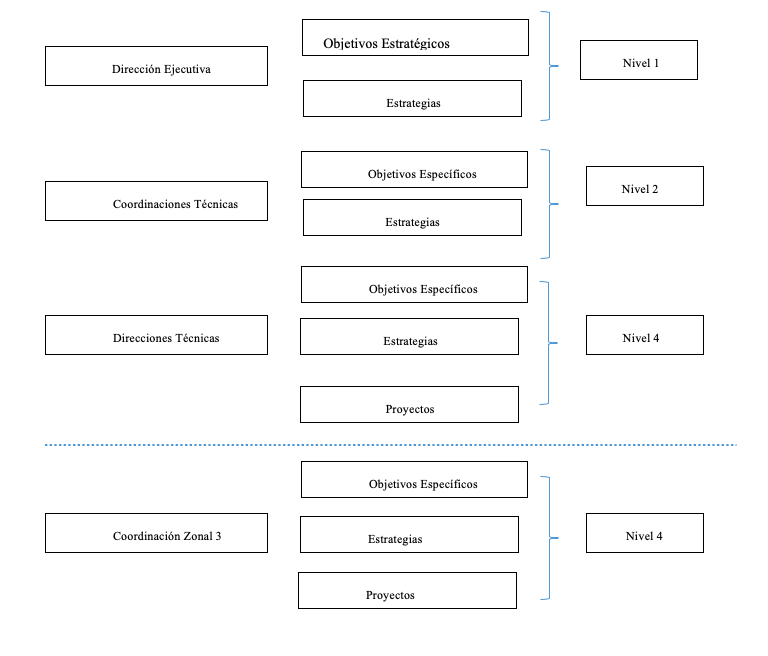 Objetivos Estratégicos
Dirección Ejecutiva
Nivel 1
Estrategias
Objetivos Específicos
Coordinaciones Técnicas
Nivel 2
Estrategias
Objetivos Específicos
Direcciones Técnicas
Estrategias
Nivel 4
Proyectos
Objetivos Específicos
Coordinación Zonal 3
Estrategias
Nivel 4
Proyectos